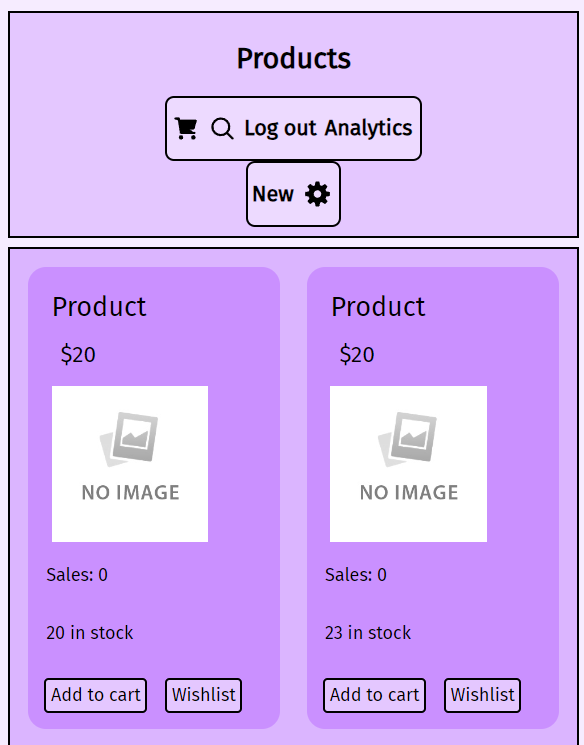 Products
Log out Analytics
New
Product
$20
NO IMAGE
Sales: 0
20 in stock
Add to cart Wishlist
Product
$20
NO IMAGE
Sales: 0
23 in stock
Add to cart Wishlist